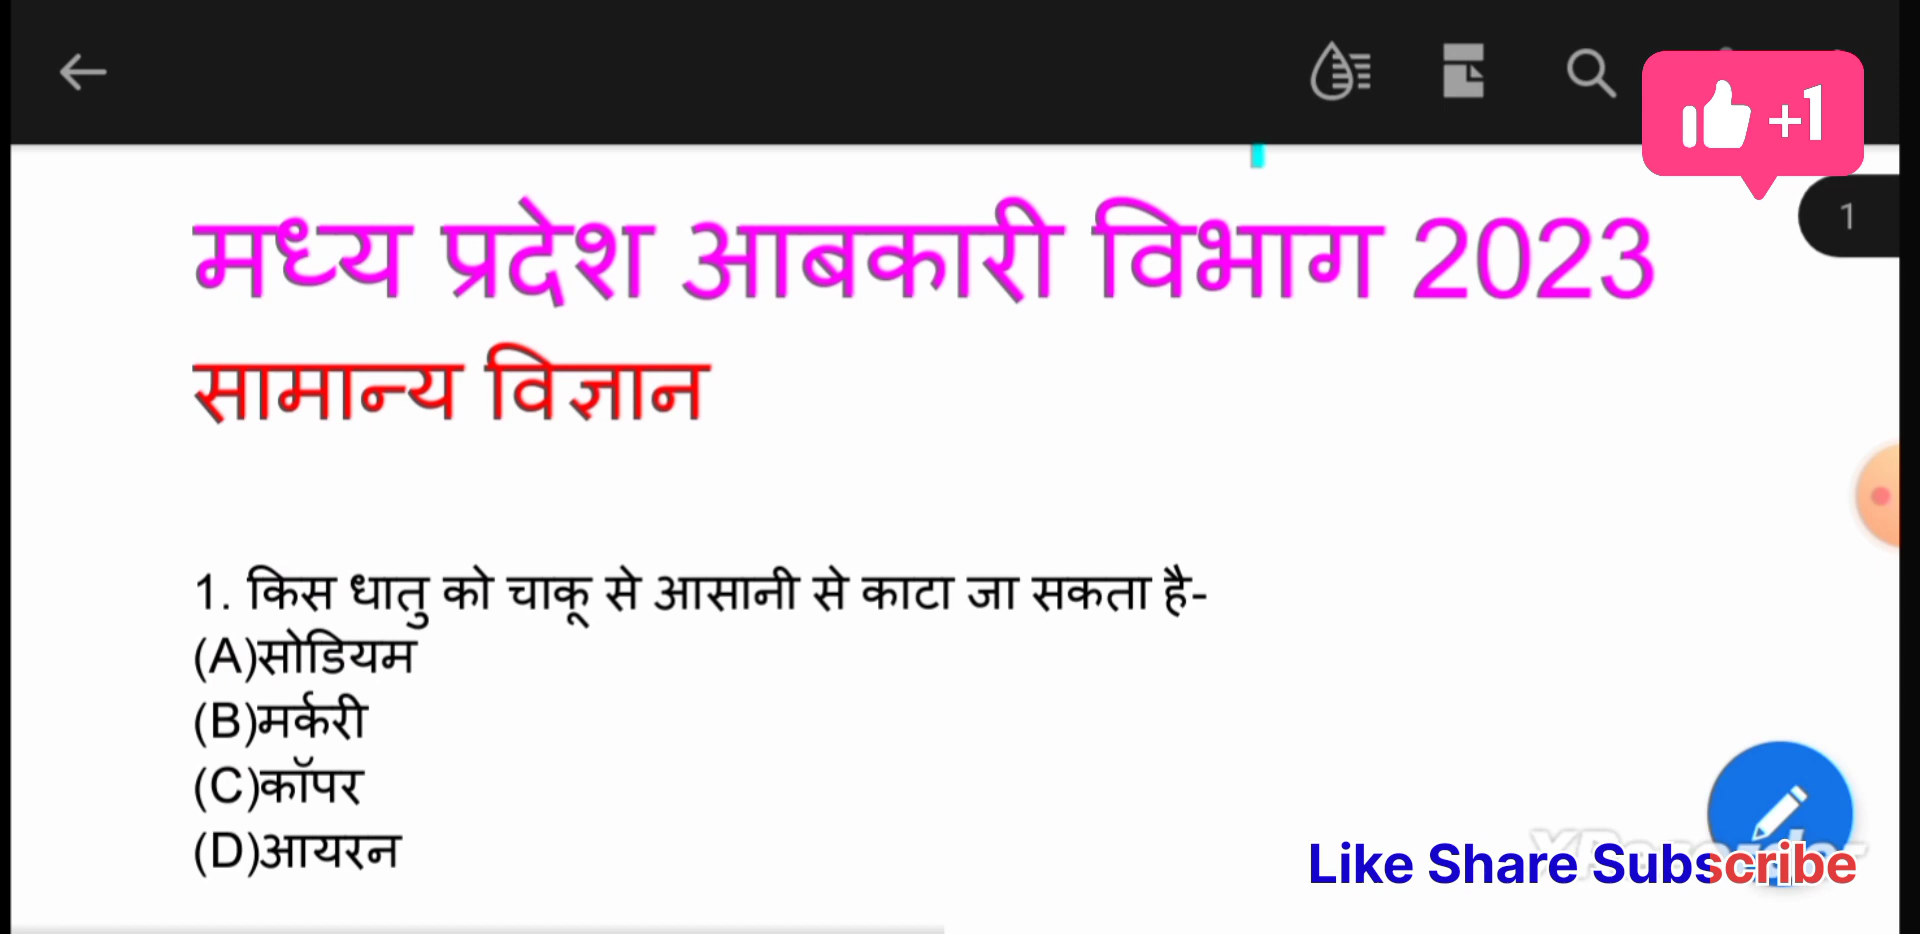 +1
1
मध्य प्रदेश आबकारी विभाग 2023
सामान्य विज्ञान
1. किस धातु को चाकू से आसानी से काटा जा सकता है-
(A)सोडियम
(B)मर्करी
(C)कॉपर
(D)आयरन
Like Share Subscribe